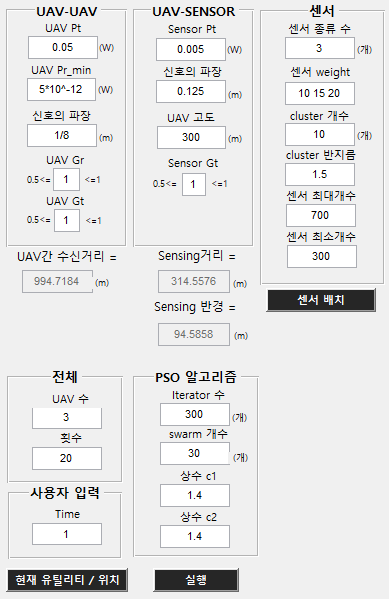 UAV-UAV
UAV Pt
0.05 (W)
UAV Pr_min
5*10^-12 (W)
신호의 파장
1/8 (m)
UAV Gr
0.5<= 1 <=1
UAV Gt
0.5<= 1 <=1
UAV간 수신거리 =
994.7184 (m)
UAV-SENSOR
Sensor Pt
0.005 (W)
신호의 파장
0.125 (m)
UAV 고도
300 (m)
Sensor Gt
0.5<= 1 <=1
Sensing거리 =
314.5576 (m)
Sensing 반경 =
94.5858 (m)
센서
센서 종류 수
3 (개)
센서 weight
10 15 20
cluster 개수
10 (개)
cluster 반지름
1.5
센서 최대개수
700
센서 최소개수
300
센서 배치
전체
UAV 수
3
횟수
20
사용자 입력
Time
1
현재 유틸리티 / 위치
PSO 알고리즘
Iterator 수
300 (개)
swarm 개수
30 (개)
상수 c1
1.4
상수 c2
1.4
실행